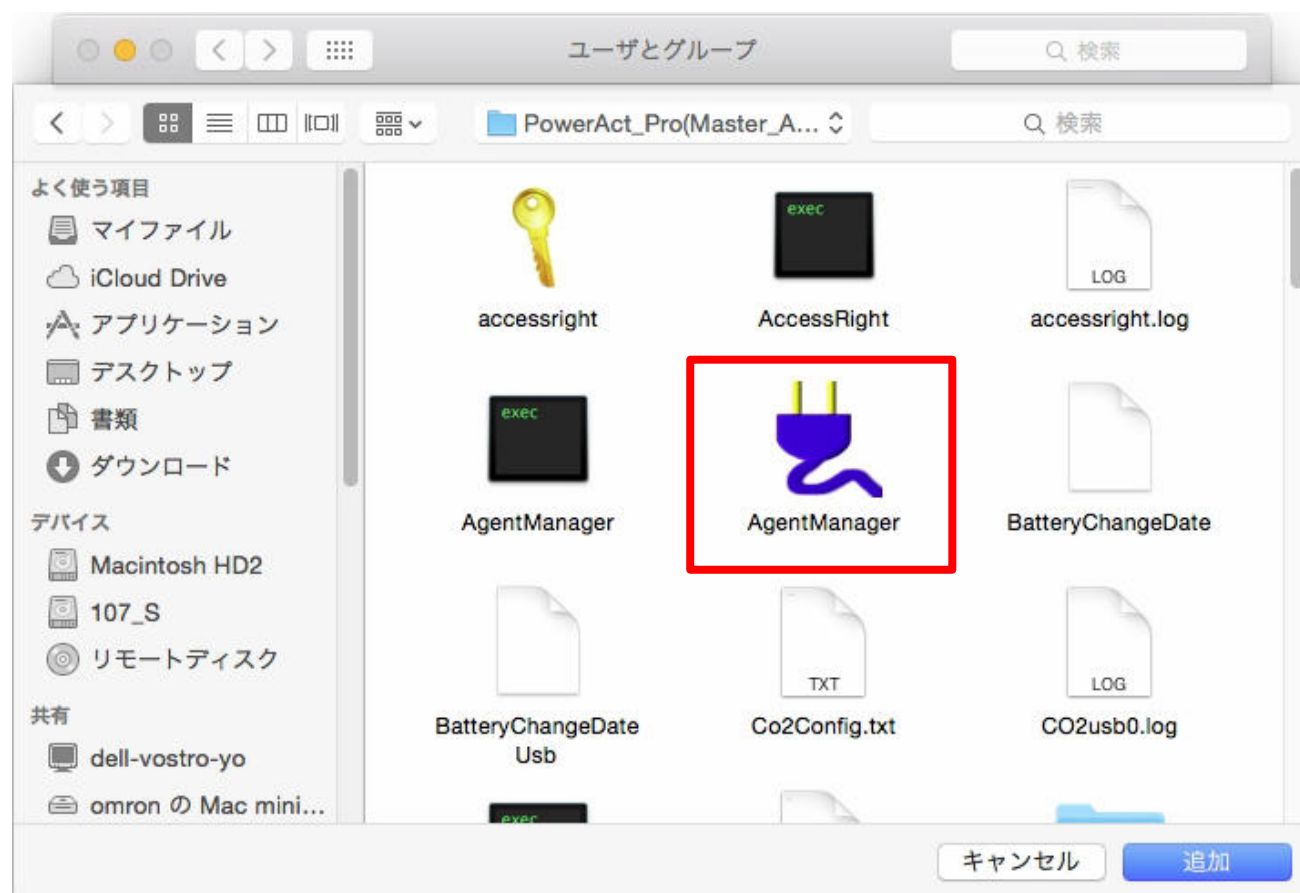 ユーザとグループ
検索
PowerAct_Pro(Master_A...
検索
よく使う項目
マイファイル
iCloud Drive
アプリケーション
デスクトップ
書類
ダウンロード
デバイス
Macintosh HD2
107_S
リモートディスク
共有
dell-vostro-yo
omron の Mac mini...
exec
LOG
accessright
AccessRight
accessright.log
exec
AgentManager
AgentManager
BatteryChangeDate
TXT
LOG
BatteryChangeDate
Usb
Co2Config.txt
CO2usb0.log
exec
キャンセル
追加